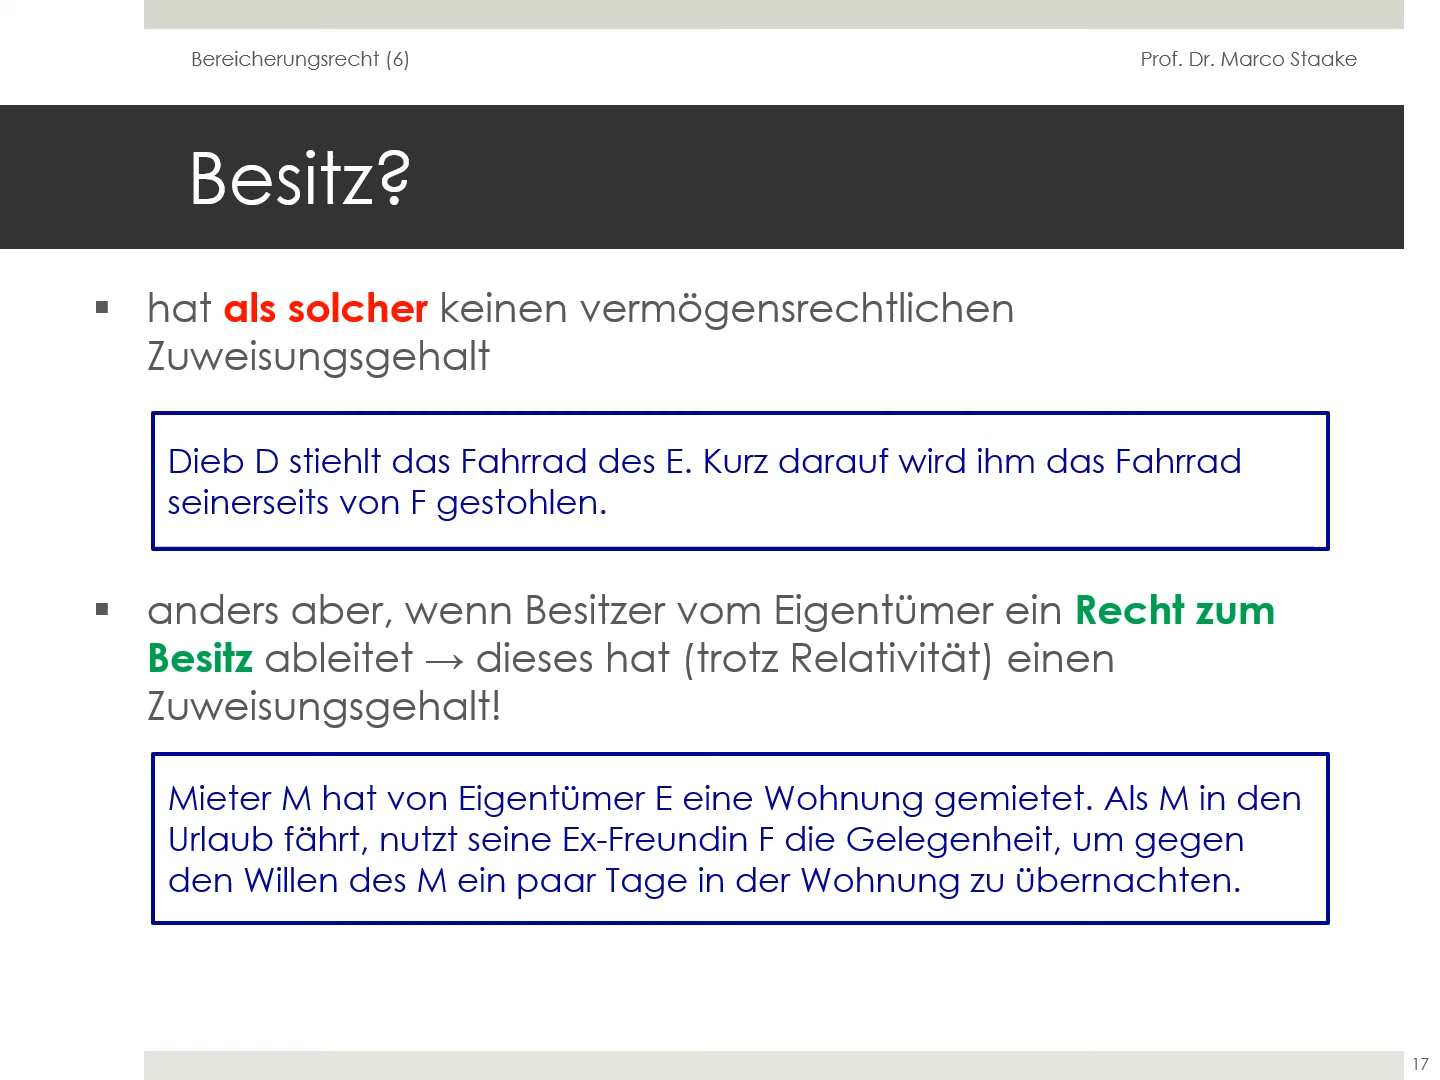 Bereicherungsrecht (6)
Prof. Dr. Marco Staake
Besitz?
▪ hat als solcher keinen vermögensrechtlichen
Zuweisungsgehalt
Dieb D stiehlt das Fahrrad des E. Kurz darauf wird ihm das Fahrrad
seinerseits von F gestohlen.
▪ anders aber, wenn Besitzer vom Eigentümer ein Recht zum
Besitz ableitet → dieses hat (trotz Relativität) einen
Zuweisungsgehalt!
Mieter M hat von Eigentümer E eine Wohnung gemietet. Als M in den
Urlaub fährt, nutzt seine Ex-Freundin F die Gelegenheit, um gegen
den Willen des M ein paar Tage in der Wohnung zu übernachten.
17